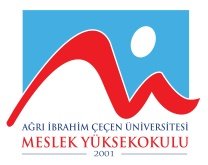 AĞRI İBRAHİM ÇEÇEN ÜNİVERSİTESİ
MESLEK YÜKSEKOKULU
2001